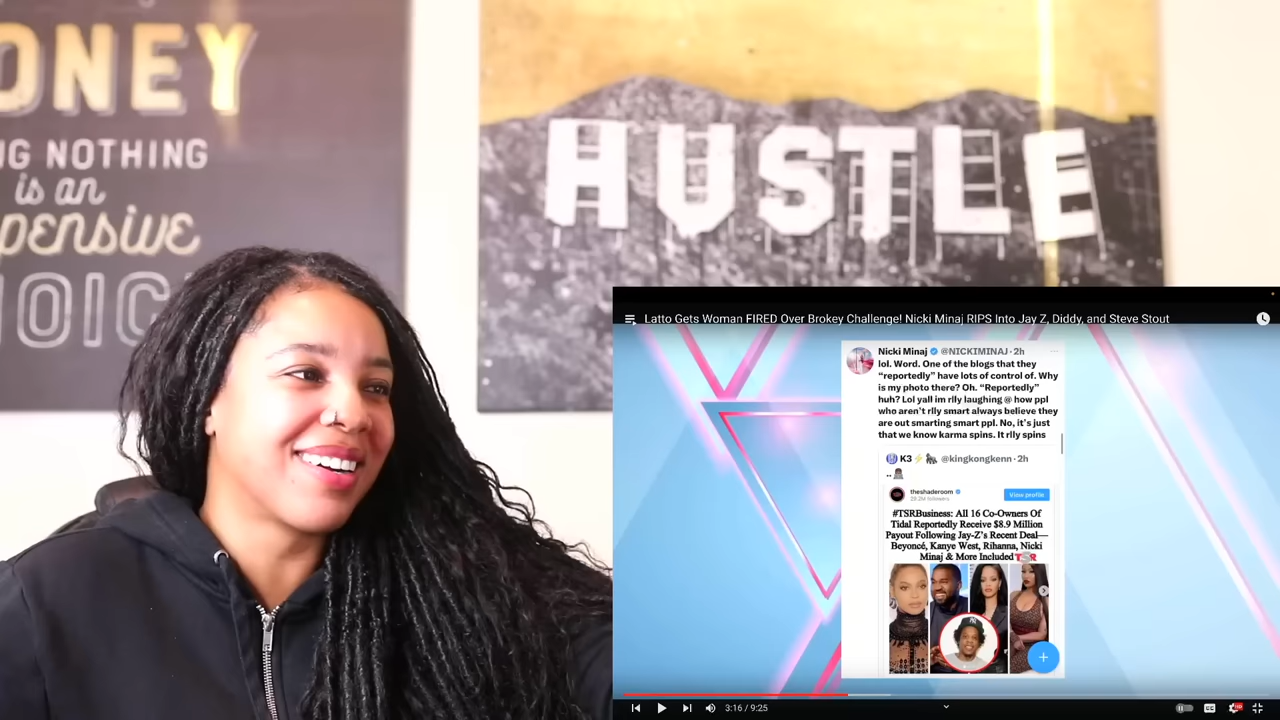 ONEY
NG NOTHING
is an
pensive
HOIC
HUSTLE
Latto Gets Woman FIRED Over Brokey Challenge! Nicki Minaj RIPS Into Jay Z, Diddy, and Steve Stout
Nicki Minaj @NICKIMINAJ · 2h
lol. Word. One of the blogs that they
“reportedly” have lots of control of. Why
is my photo there? Oh. “Reportedly”
huh? Lol yall im rlly laughing @ how ppl
who aren’t rlly smart always believe they
are out smarting smart ppl. No, it’s just
that we know karma spins. It rlly spins
K3 @kingkongkenn · 2h
..
theshaderoom
View profile
#TSRBusiness: All 16 Co-Owners Of
Tidal Reportedly Receive $8.9 Million
Payout Following Jay-Z’s Recent Deal—
Beyoncé, Kanye West, Rihanna, Nicki
Minaj & More Included
3:16 / 9:25